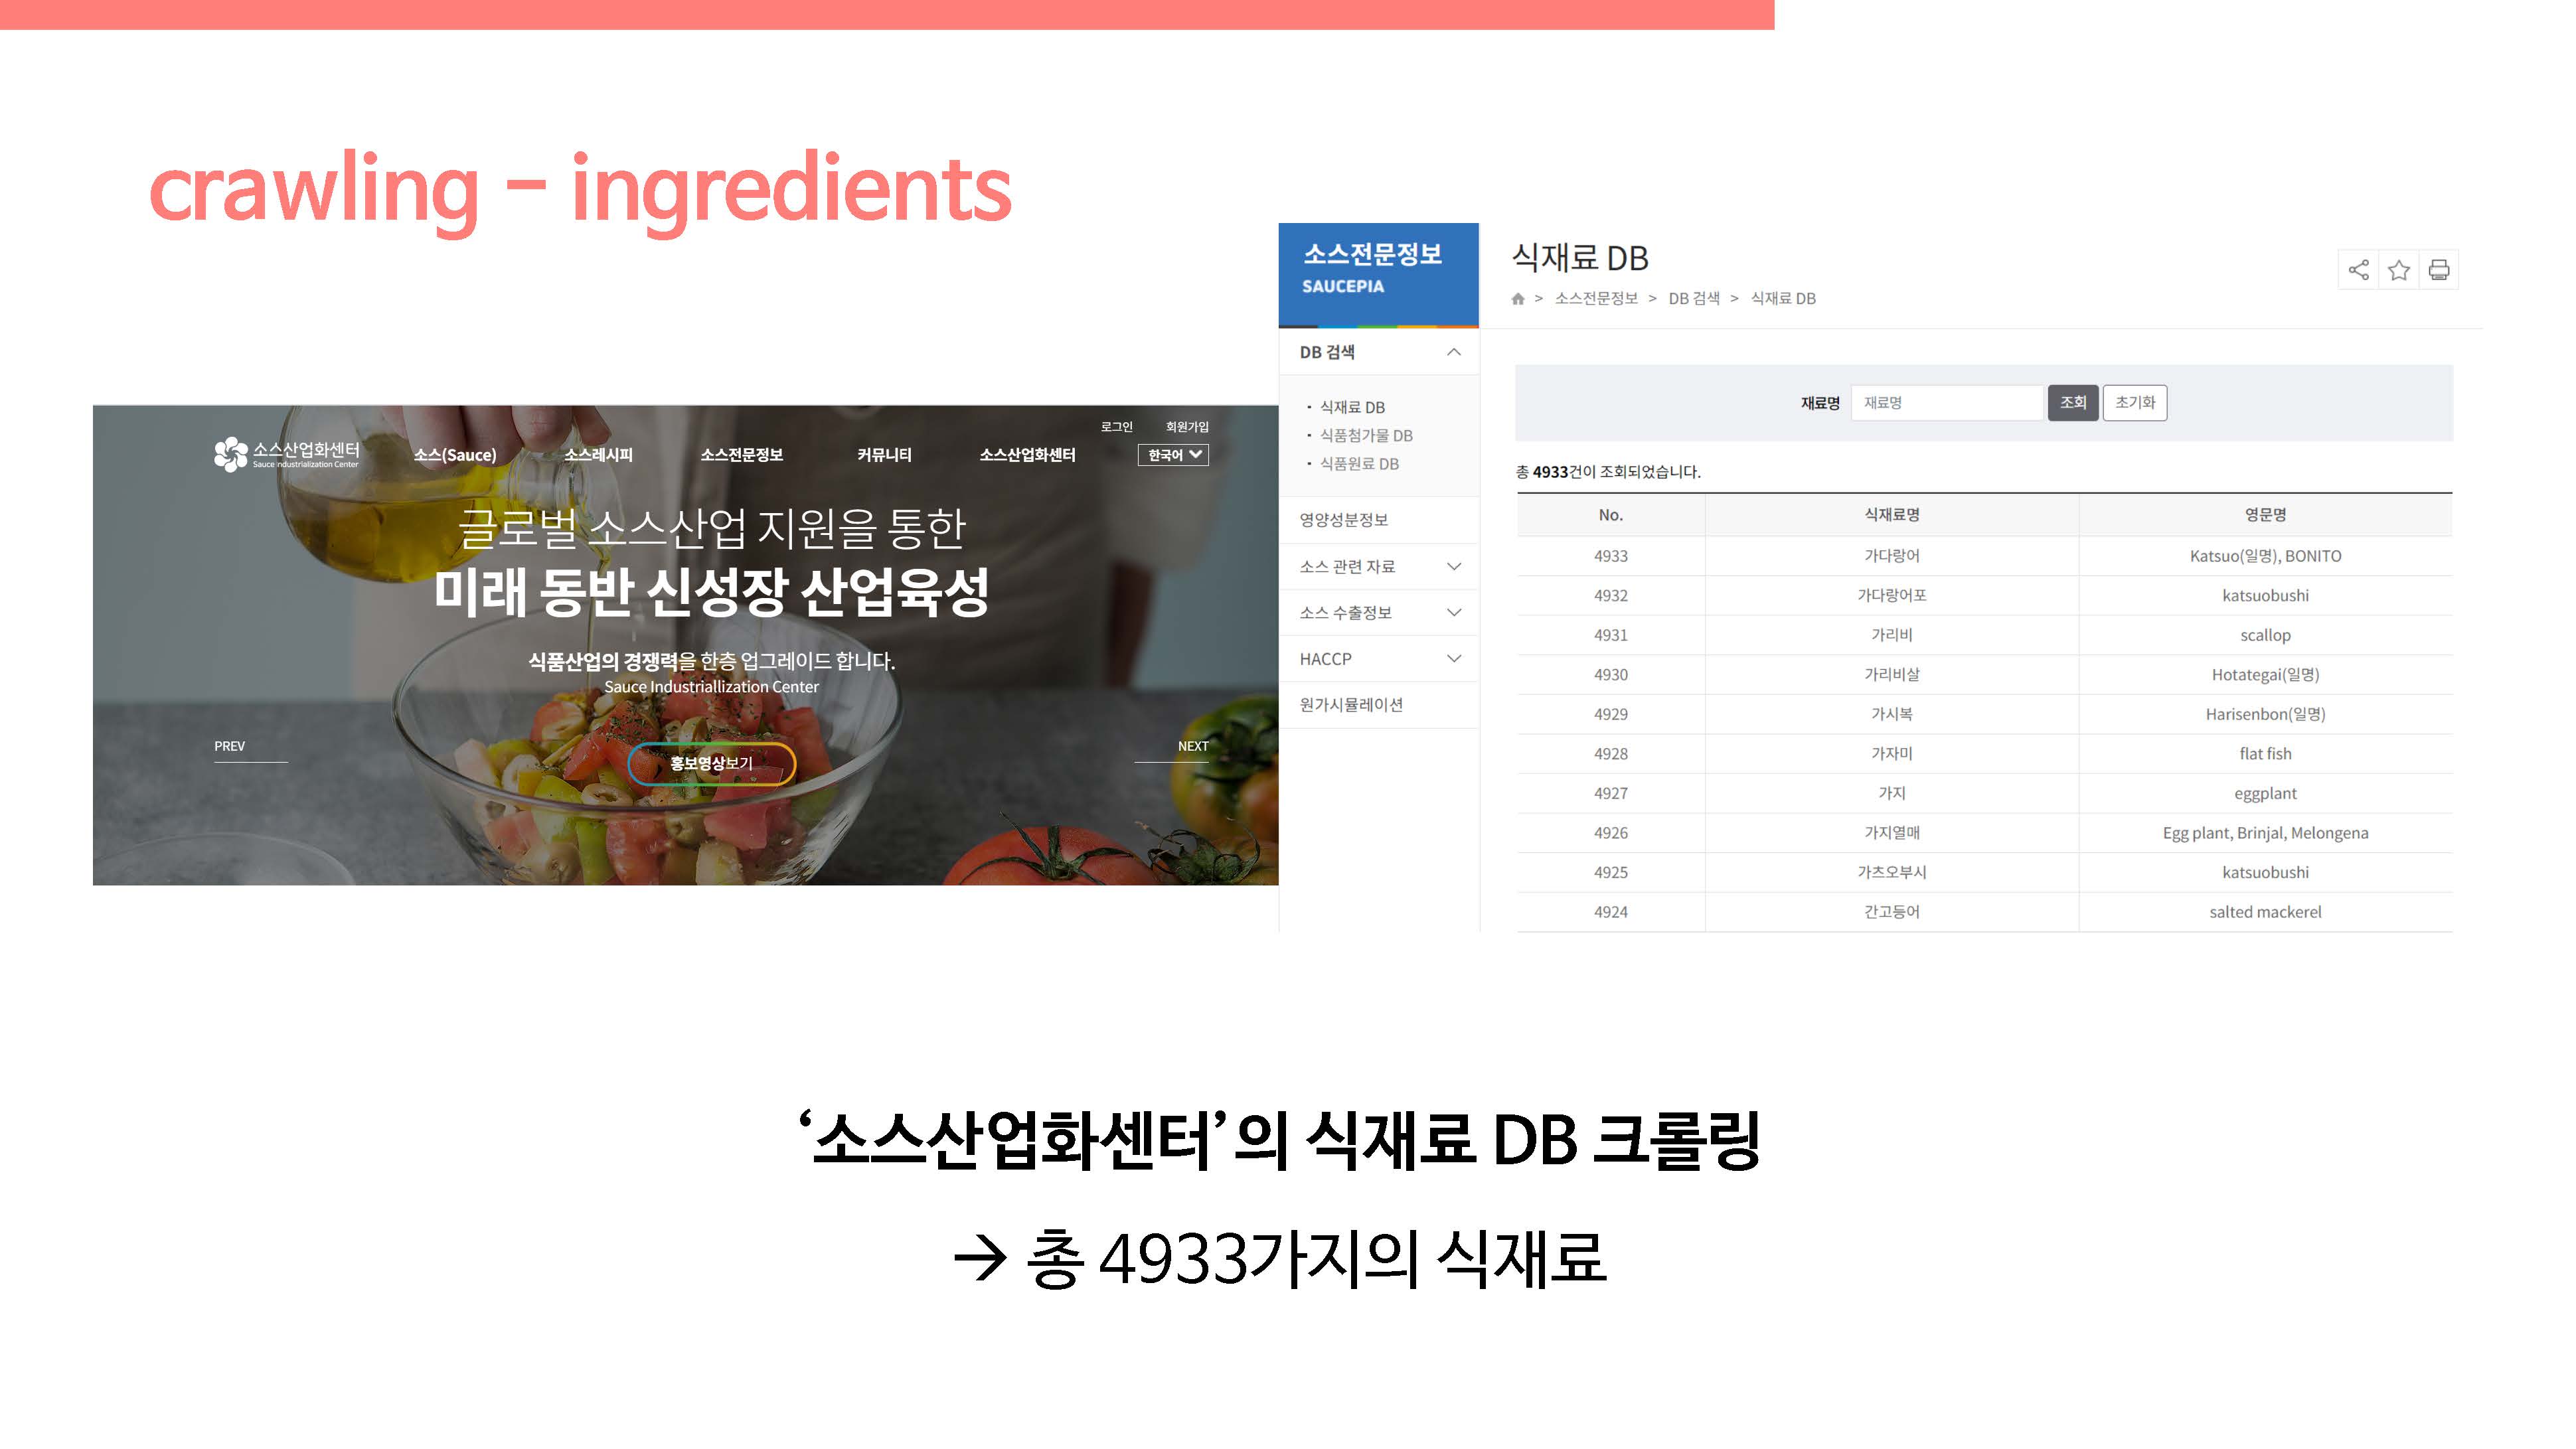 crawling - ingredients
로그인 회원가입
소스산업화센터
Sauce Industrialization Center
소스(Sauce) 소스레시피 소스전문정보 커뮤니티 소스산업화센터 한국어
글로벌 소스산업 지원을 통한
미래 동반 신성장 산업육성
식품산업의 경쟁력을 한층 업그레이드 합니다.
Sauce Industriallization Center
PREV
NEXT
홍보영상보기
소스전문정보
SAUCEPIA
DB 검색
· 식재료 DB
· 식품첨가물 DB
· 식품원료 DB
영양성분정보
소스 관련 자료
소스 수출정보
HACCP
원가시뮬레이션
식재료 DB
> 소스전문정보 > DB 검색 > 식재료 DB
재료명 재료명 조회 초기화
총 4933건이 조회되었습니다.
No. 식재료명 영문명
4933 가다랑어 Katsuo(일명), BONITO
4932 가다랑어포 katsuobushi
4931 가리비 scallop
4930 가리비살 Hotategai(일명)
4929 가시복 Harisenbon(일명)
4928 가자미 flat fish
4927 가지 eggplant
4926 가지열매 Egg plant, Brinjal, Melongena
4925 가츠오부시 katsuobushi
4924 간고등어 salted mackerel
‘소스산업화센터’의 식재료 DB 크롤링
→ 총 4933가지의 식재료